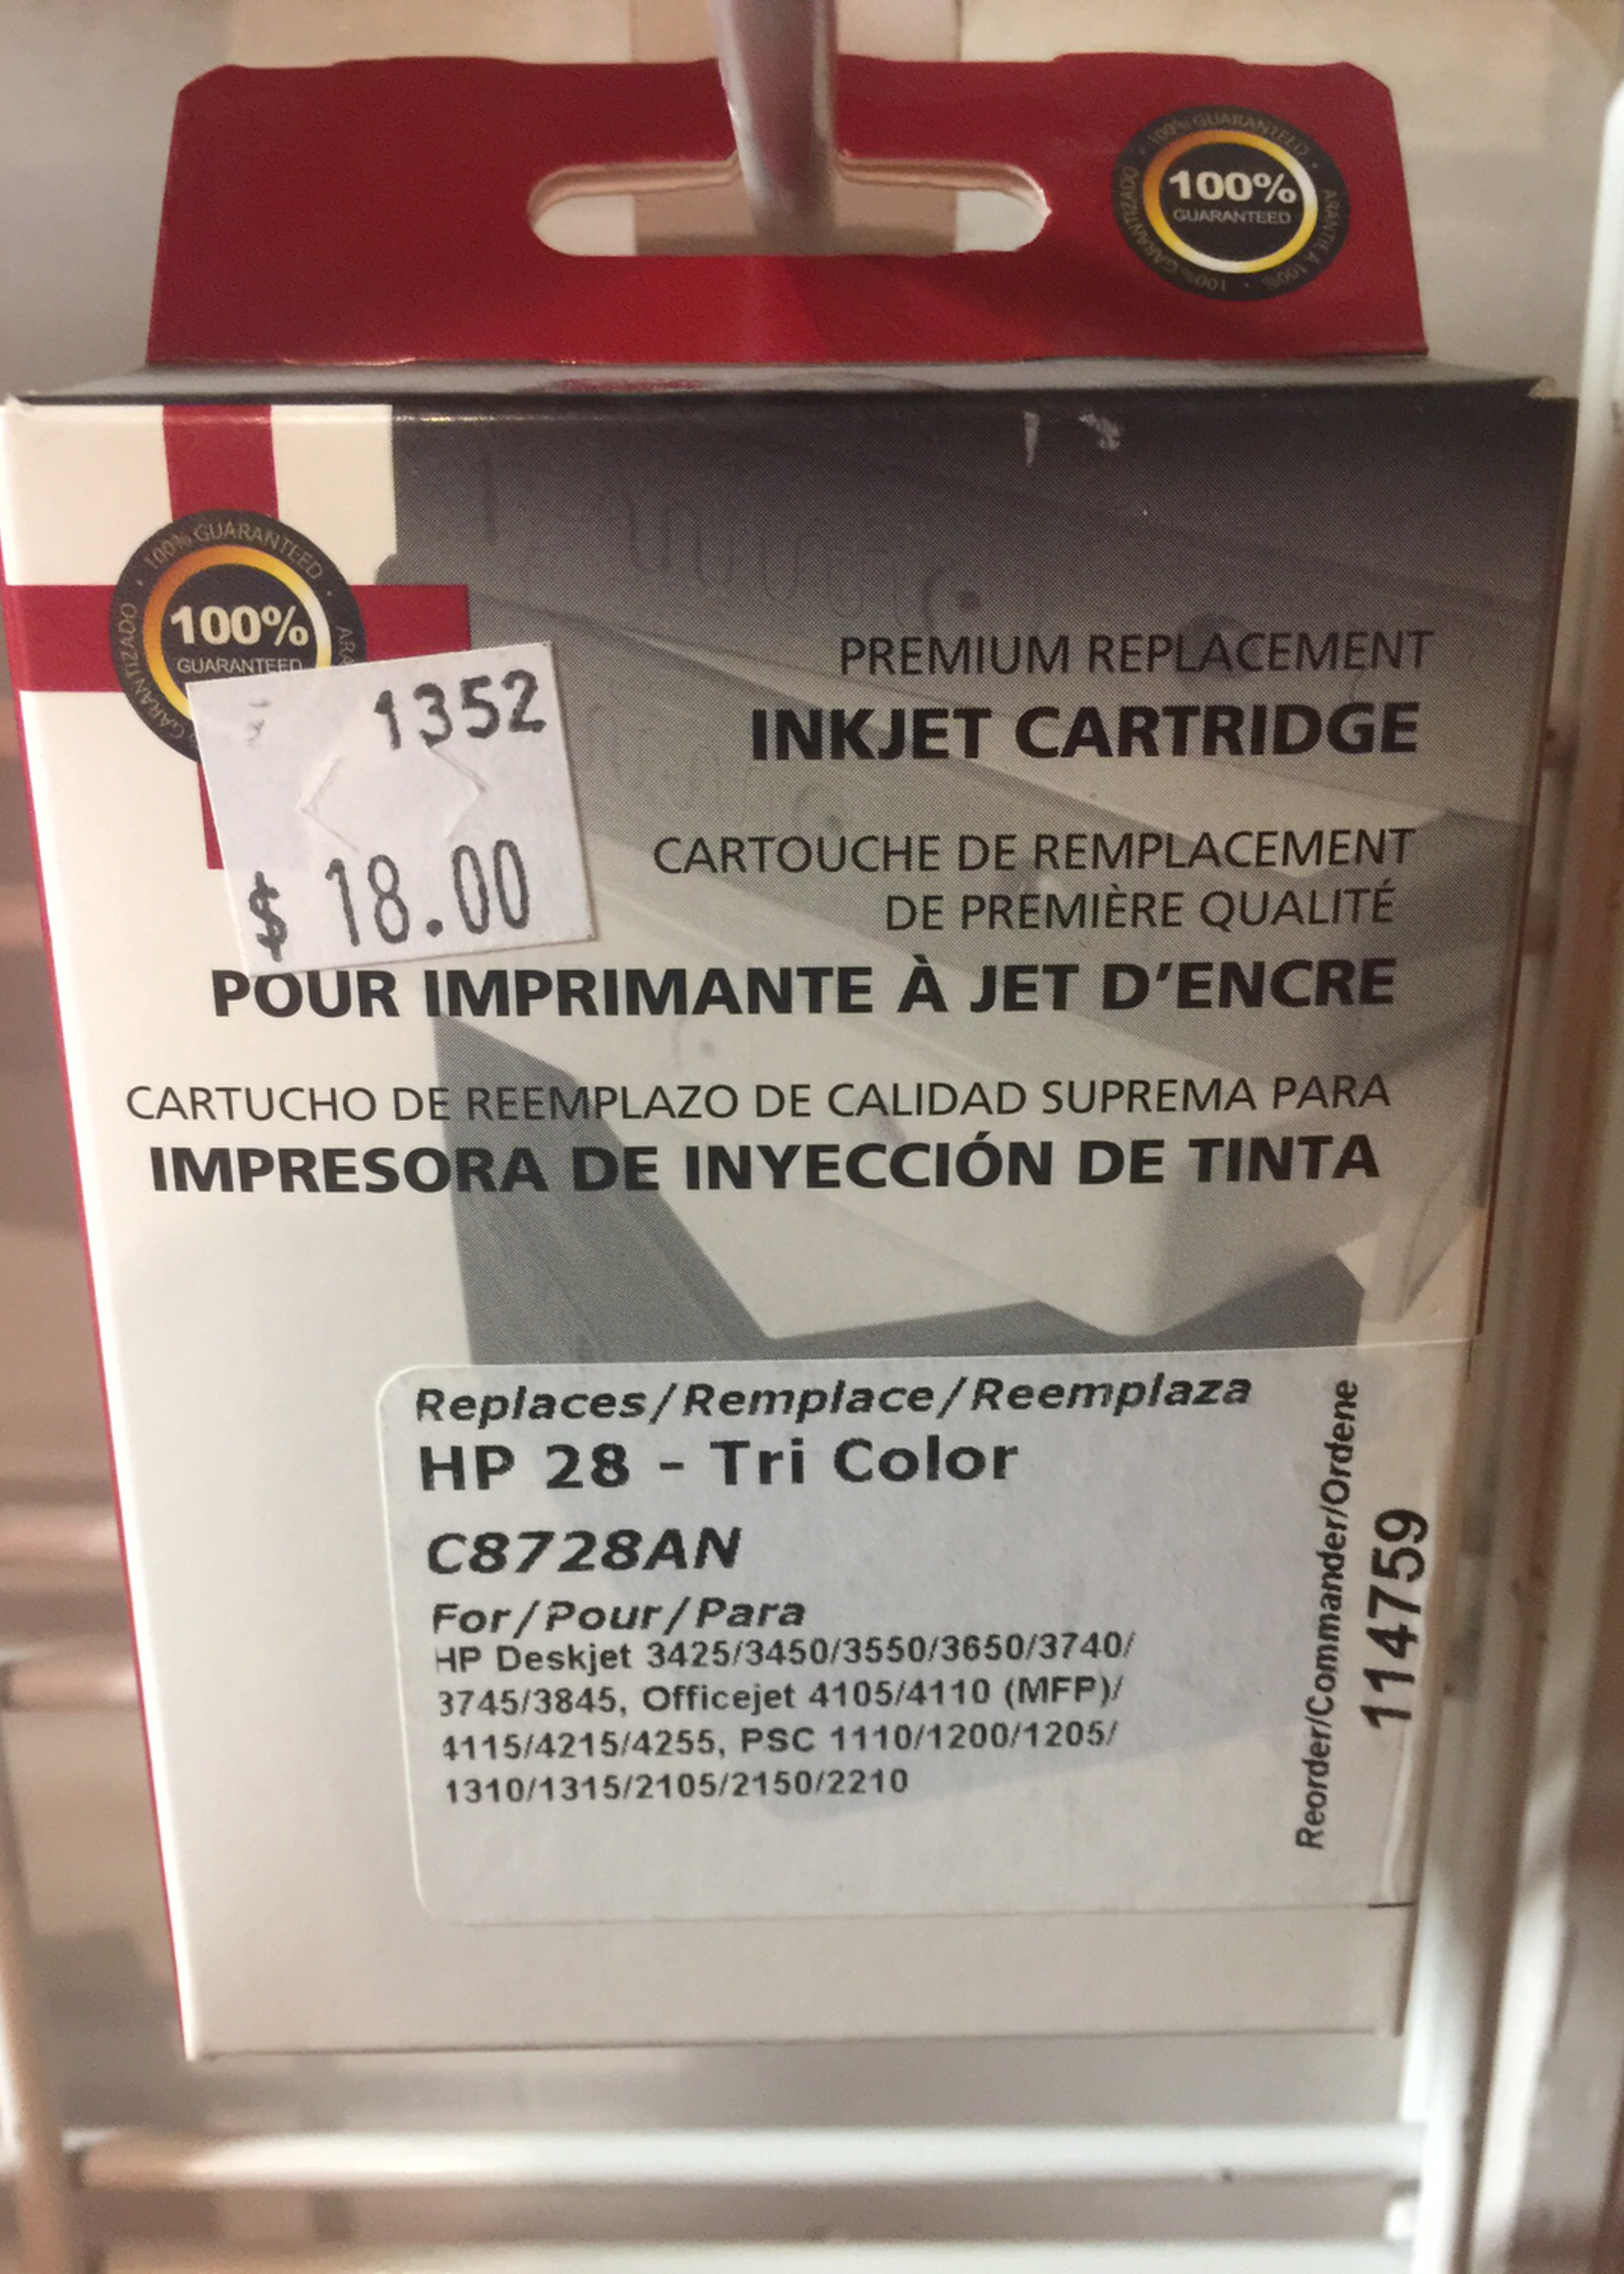 100% GUARANTEED
100%
GUARANTEED
100% GUARANTEED
100%
GUARANTEED
1352
$ 18.00
PREMIUM REPLACEMENT
INKJET CARTRIDGE
CARTOUCHE DE REMPLACEMENT
DE PREMIÈRE QUALITÉ
POUR IMPRIMANTE À JET D'ENCRE
CARTUCHO DE REEMPLAZO DE CALIDAD SUPREMA PARA
IMPRESORA DE INYECCIÓN DE TINTA
Replaces/Remplace/Reemplaza
HP 28 - Tri Color
C8728AN
For/Pour/Para
HP Deskjet 3425/3450/3550/3650/3740/
3745/3845, Officejet 4105/4110 (MFP)/
4115/4215/4255, PSC 1110/1200/1205/
1310/1315/2105/2150/2210
Reorder/Commander/Ordene
114759